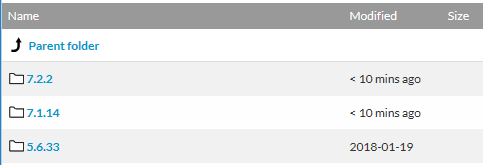 Name Modified Size
Parent folder
7.2.2 < 10 mins ago
7.1.14 < 10 mins ago
5.6.33 2018-01-19